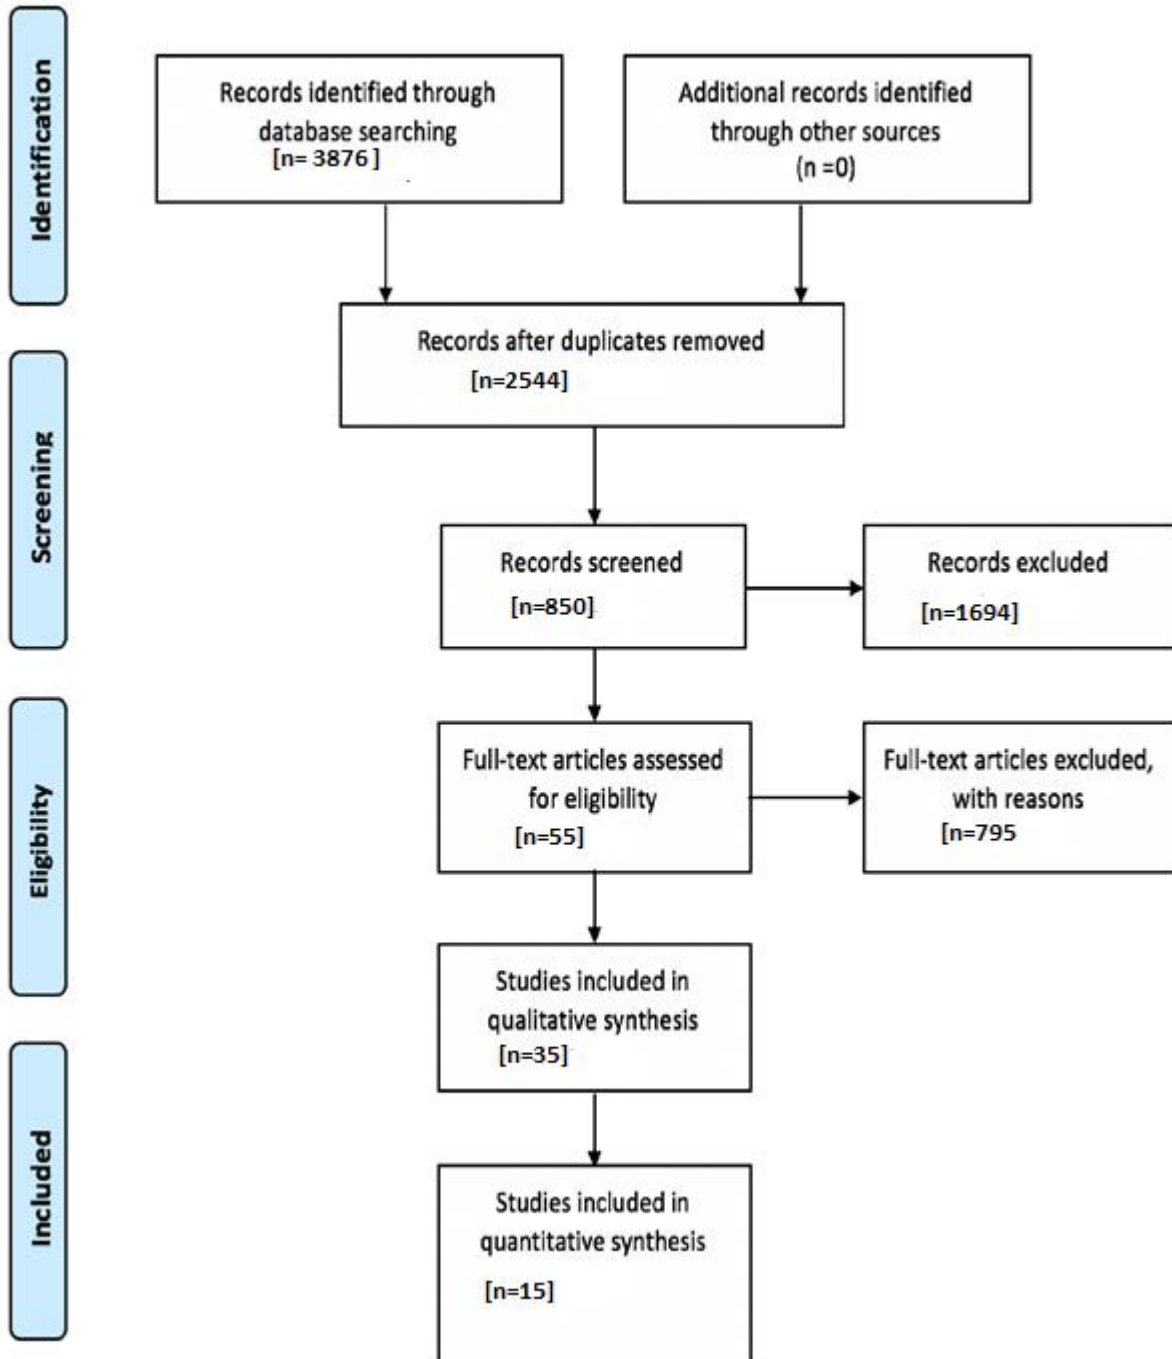 Identification
Records identified through
database searching
[n= 3876 ]
Additional records identified
through other sources
(n =0)
Records after duplicates removed
[n=2544]
Screening
Records screened
[n=850]
Records excluded
[n=1694]
Eligibility
Full-text articles assessed
for eligibility
[n=55]
Full-text articles excluded,
with reasons
[n=795
Studies included in
qualitative synthesis
[n=35]
Included
Studies included in
quantitative synthesis
[n=15]